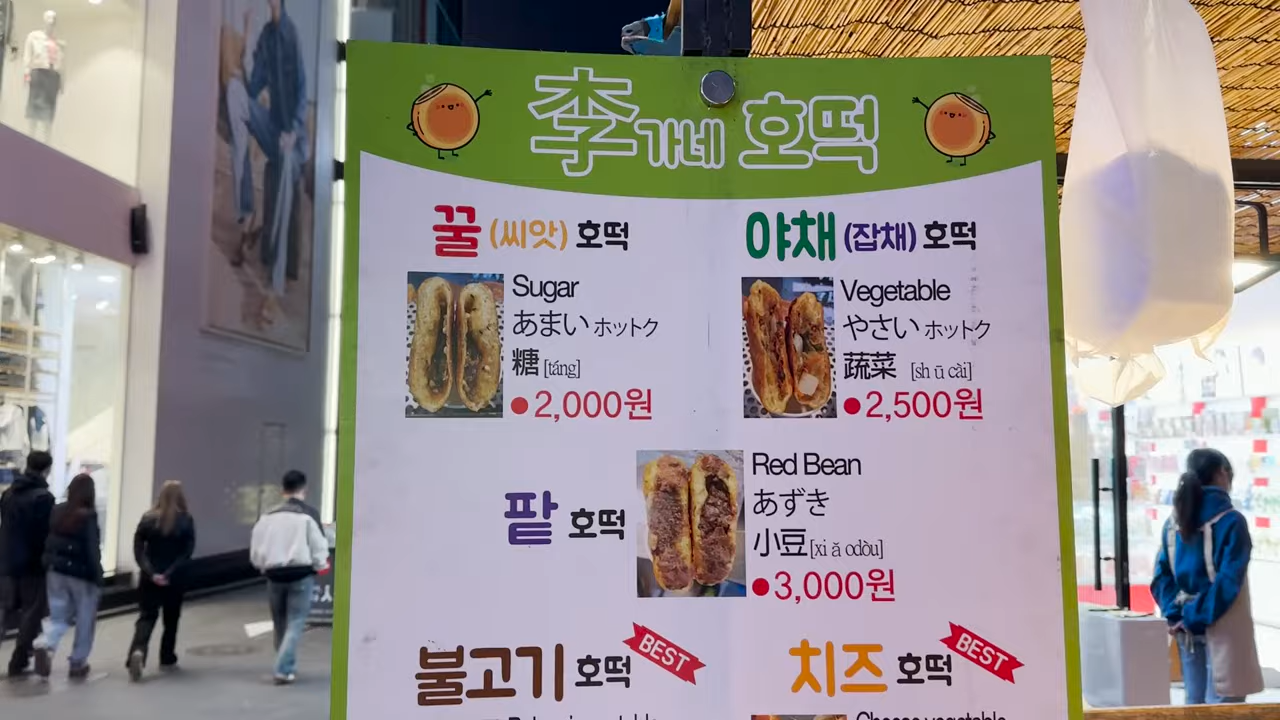 李가네 호떡
꿀 (씨앗) 호떡
Sugar
あまい ホットク
糖 [táng]
●2,000원
야채 (잡채) 호떡
Vegetable
やさい ホットク
蔬菜 [sh ū cài]
●2,500원
팥 호떡
Red Bean
あずき
小豆 [xi ǎ odòu]
●3,000원
불고기 호떡
BEST
치즈 호떡
BEST
Cheese vegetable